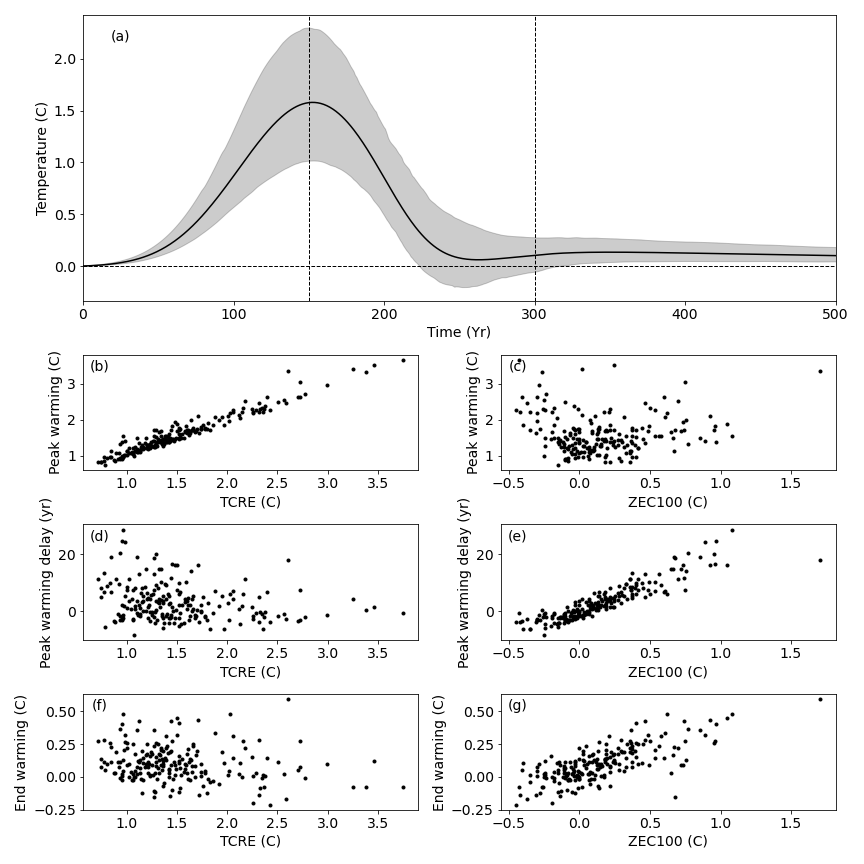 (a)
Temperature (C)
2.0
1.5
1.0
0.5
0.0
0 100 200 300 400 500
Time (Yr)
(b)
Peak warming (C)
3
2
1
1.0 1.5 2.0 2.5 3.0 3.5
TCRE (C)
(c)
Peak warming (C)
3
2
1
−0.5 0.0 0.5 1.0 1.5
ZEC100 (C)
(d)
Peak warming delay (yr)
20
0
1.0 1.5 2.0 2.5 3.0 3.5
TCRE (C)
(e)
Peak warming delay (yr)
20
0
−0.5 0.0 0.5 1.0 1.5
ZEC100 (C)
(f)
End warming (C)
0.50
0.25
0.00
−0.25
1.0 1.5 2.0 2.5 3.0 3.5
TCRE (C)
(g)
End warming (C)
0.50
0.25
0.00
−0.25
−0.5 0.0 0.5 1.0 1.5
ZEC100 (C)